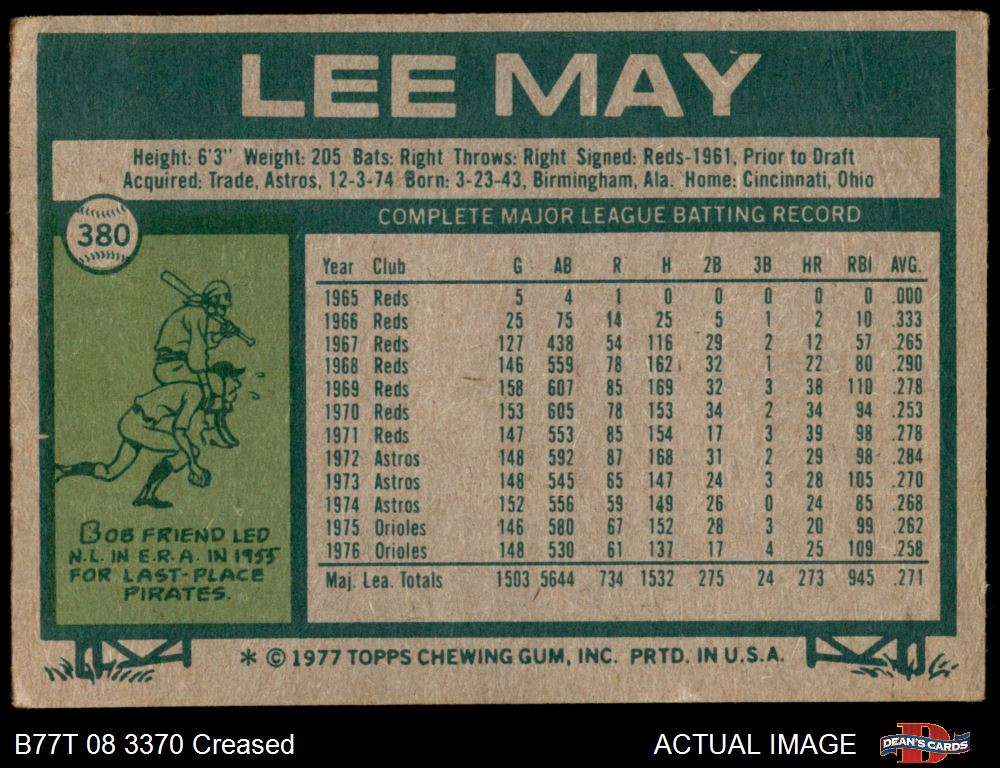 LEE MAY
Height: 6'3" Weight: 205 Bats: Right Throws: Right Signed: Reds-1961, Prior to Draft
Acquired: Trade, Astros, 12-3-74 Born: 3-23-43, Birmingham, Ala. Home: Cincinnati, Ohio
380
COMPLETE MAJOR LEAGUE BATTING RECORD
Year Club G AB R H 2B 3B HR RBI AVG.
1965 Reds 5 4 1 0 0 0 0 0 .000
1966 Reds 25 75 14 25 5 1 2 10 .333
1967 Reds 127 438 54 116 29 2 12 57 .265
1968 Reds 146 559 78 162 32 1 22 80 .290
1969 Reds 158 607 85 169 32 3 38 110 .278
1970 Reds 153 605 78 153 34 2 34 94 .253
1971 Reds 147 553 85 154 17 3 39 98 .278
1972 Astros 148 592 87 168 31 2 29 98 .284
1973 Astros 148 545 65 147 24 3 28 105 .270
1974 Astros 152 556 59 149 26 0 24 85 .268
1975 Orioles 146 580 67 152 28 3 20 99 .262
1976 Orioles 148 530 61 137 17 4 25 109 .258
Maj. Lea. Totals 1503 5644 734 1532 275 24 273 945 .271
BOB FRIEND LED
N.L. IN E.R.A. IN 1955
FOR LAST-PLACE
PIRATES.
* © 1977 TOPPS CHEWING GUM, INC. PRTD. IN U.S.A.
B77T 08 3370 Creased
ACTUAL IMAGE
D
DEAN'S CARDS